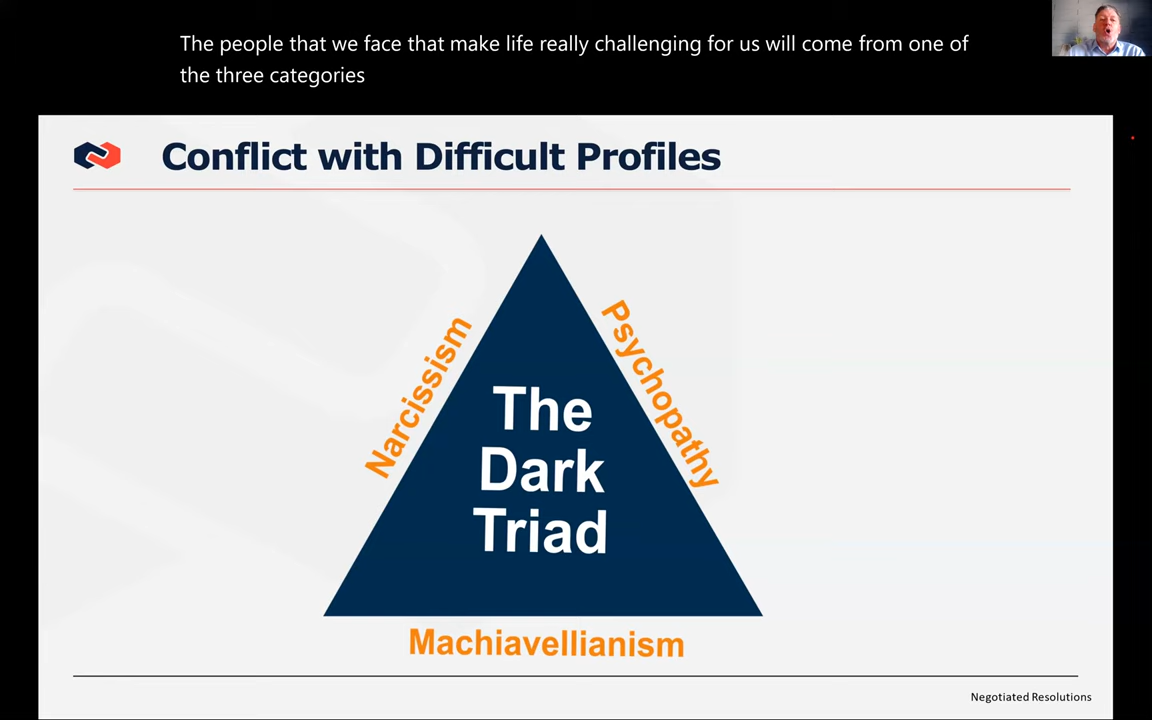 The people that we face that make life really challenging for us will come from one of
the three categories
Conflict with Difficult Profiles
Narcissism
Psychopathy
The
Dark
Triad
Machiavellianism
Negotiated Resolutions